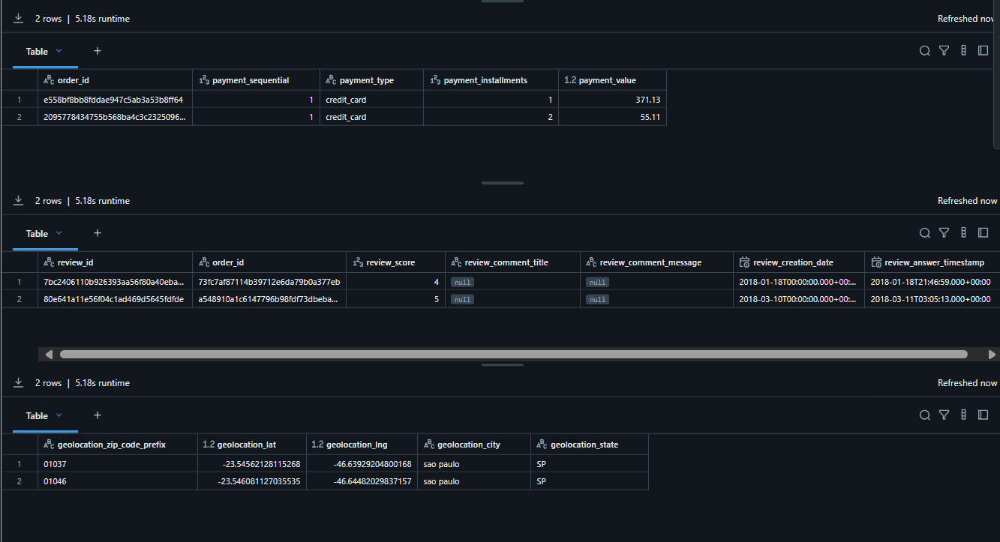 2 rows | 5.18s runtime Refreshed now
Table +
order_id payment_sequential payment_type payment_installments 1.2 payment_value
1 e558bf8bb8fddae947c5ab3a53b8ff64 1 credit_card 1 371.13
2 2095778434755b568ba4c3c2325096... 1 credit_card 2 55.11
2 rows | 5.18s runtime Refreshed now
Table +
review_id order_id review_score review_comment_title review_comment_message review_creation_date review_answer_timestamp
1 7bc2406110b926393aa56f80a40eba... 73fc7af87114b39712e6da79b0a377eb 4 null null 2018-01-18T00:00:00.000+00:... 2018-01-18T21:46:59.000+00:00
2 80e641a11e56f04c1ad469d5645fdfde a548910a1c6147796b98fdf73dbeba... 5 null null 2018-03-10T00:00:00.000+00:... 2018-03-11T03:05:13.000+00:00
2 rows | 5.18s runtime Refreshed now
Table +
geolocation_zip_code_prefix 1.2 geolocation_lat 1.2 geolocation_lng geolocation_city geolocation_state
1 01037 -23.54562128115268 -46.63929204800168 sao paulo SP
2 01046 -23.546081127035535 -46.64482029837157 sao paulo SP